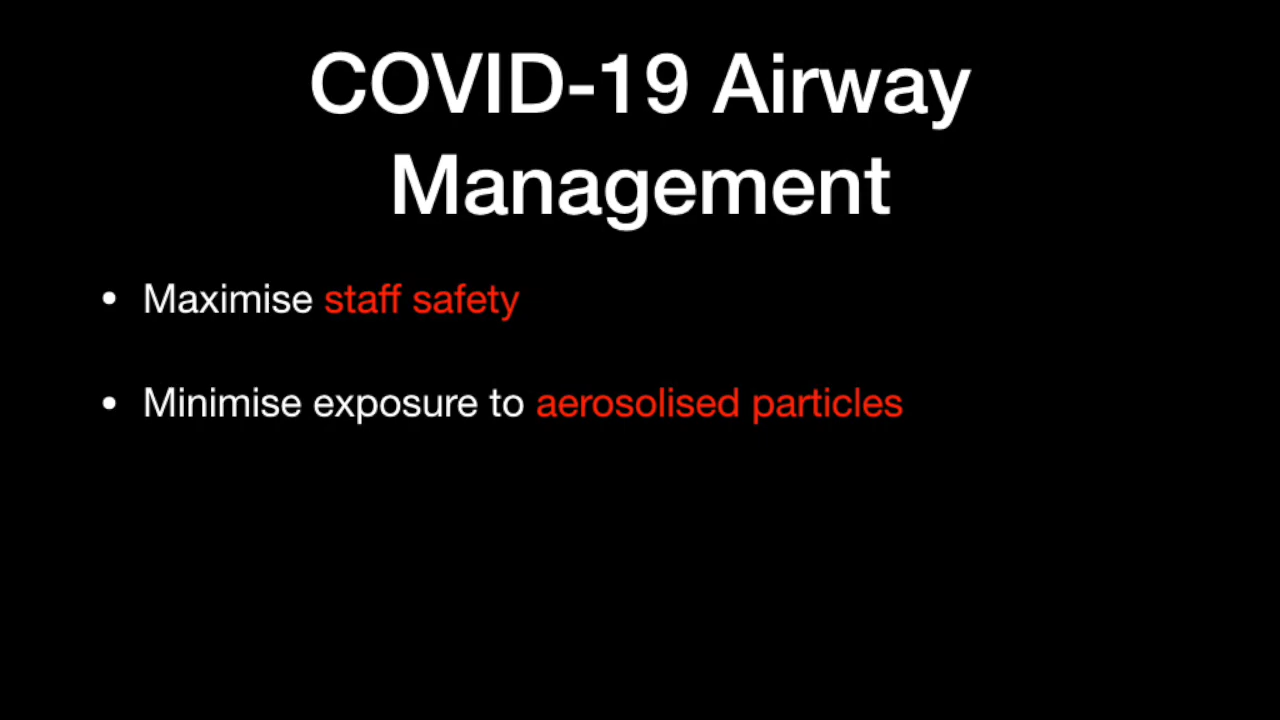 COVID-19 Airway
Management
• Maximise staff safety
• Minimise exposure to aerosolised particles